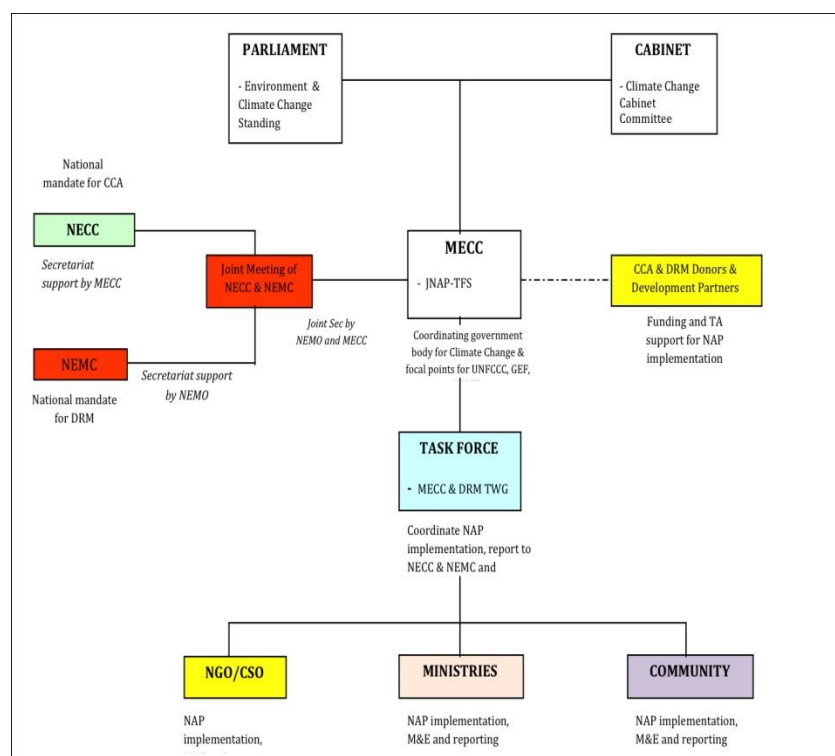 PARLIAMENT
- Environment &
Climate Change
Standing
CABINET
- Climate Change
Cabinet
Committee
National
mandate for CCA
NECC
Secretariat
support by MECC
Joint Meeting of
NECC & NEMC
Joint Sec by
NEMO and MECC
MECC
- JNAP-TFS
Coordinating government
body for Climate Change &
focal points for UNFCCC, GEF,
CCA & DRM Donors &
Development Partners
Funding and TA
support for NAP
implementation
NEMC
Secretariat support
by NEMO
National mandate
for DRM
TASK FORCE
- MECC & DRM TWG
Coordinate NAP
implementation, report to
NECC & NEMC and
NGO/CSO
NAP
implementation,
MINISTRIES
NAP implementation,
M&E and reporting
COMMUNITY
NAP implementation,
M&E and reporting